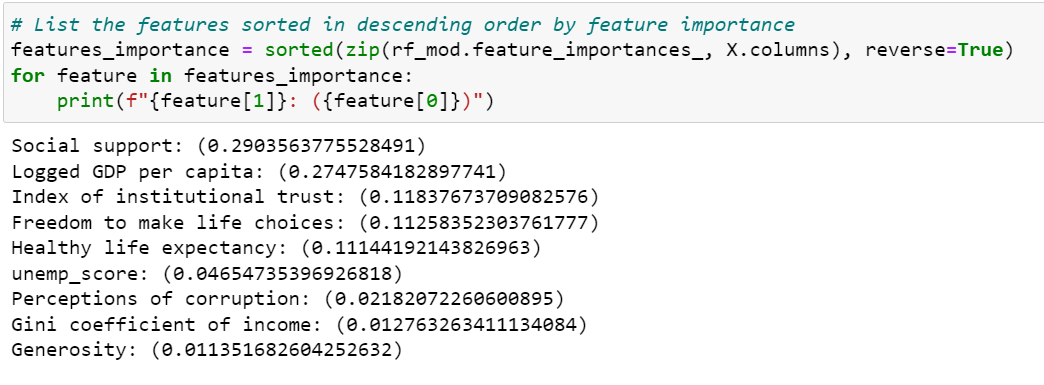 # List the features sorted in descending order by feature importance
features_importance = sorted(zip(rf_mod.feature_importances_, X.columns), reverse=True)
for feature in features_importance:
    print(f"{feature[1]}: ({feature[0]})")
Social support: (0.2903563775528491)
Logged GDP per capita: (0.2747584182897741)
Index of institutional trust: (0.11837673709082576)
Freedom to make life choices: (0.11258352303761777)
Healthy life expectancy: (0.11144192143826963)
unemp_score: (0.04654735396926818)
Perceptions of corruption: (0.02182072260600895)
Gini coefficient of income: (0.012763263411134084)
Generosity: (0.011351682604252632)